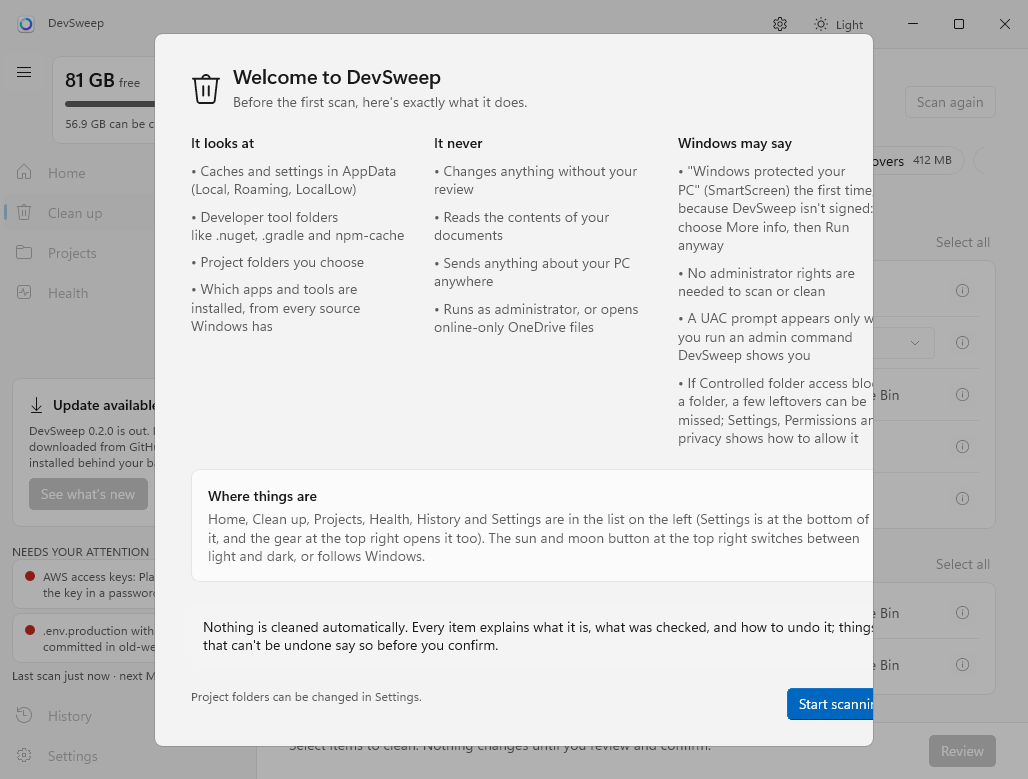 DevSweep
Light
81 GB free
56.9 GB can be c
Home
Clean up
Projects
Health
Update available
DevSweep 0.2.0 is out.
downloaded from GitHu
installed behind your ba
See what's new
NEEDS YOUR ATTENTION
AWS access keys: Pla
the key in a password
.env.production with
committed in old-we
Last scan just now · next M
History
Settings
Welcome to DevSweep
Before the first scan, here's exactly what it does.
It looks at
• Caches and settings in AppData
(Local, Roaming, LocalLow)
• Developer tool folders
like .nuget, .gradle and npm-cache
• Project folders you choose
• Which apps and tools are
installed, from every source
Windows has
It never
• Changes anything without your
review
• Reads the contents of your
documents
• Sends anything about your PC
anywhere
• Runs as administrator, or opens
online-only OneDrive files
Windows may say
• "Windows protected your
PC" (SmartScreen) the first time,
because DevSweep isn't signed:
choose More info, then Run
anyway
• No administrator rights are
needed to scan or clean
• A UAC prompt appears only w
you run an admin command
DevSweep shows you
• If Controlled folder access blo
a folder, a few leftovers can be
missed; Settings, Permissions an
privacy shows how to allow it
Where things are
Home, Clean up, Projects, Health, History and Settings are in the list on the left (Settings is at the bottom of
it, and the gear at the top right opens it too). The sun and moon button at the top right switches between
light and dark, or follows Windows.
Nothing is cleaned automatically. Every item explains what it is, what was checked, and how to undo it; things
that can't be undone say so before you confirm.
Project folders can be changed in Settings.
Start scannin
Scan again
overs 412 MB
Select all
e Bin
Select all
e Bin
e Bin
Select items to clean. Nothing changes until you review and confirm.
Review